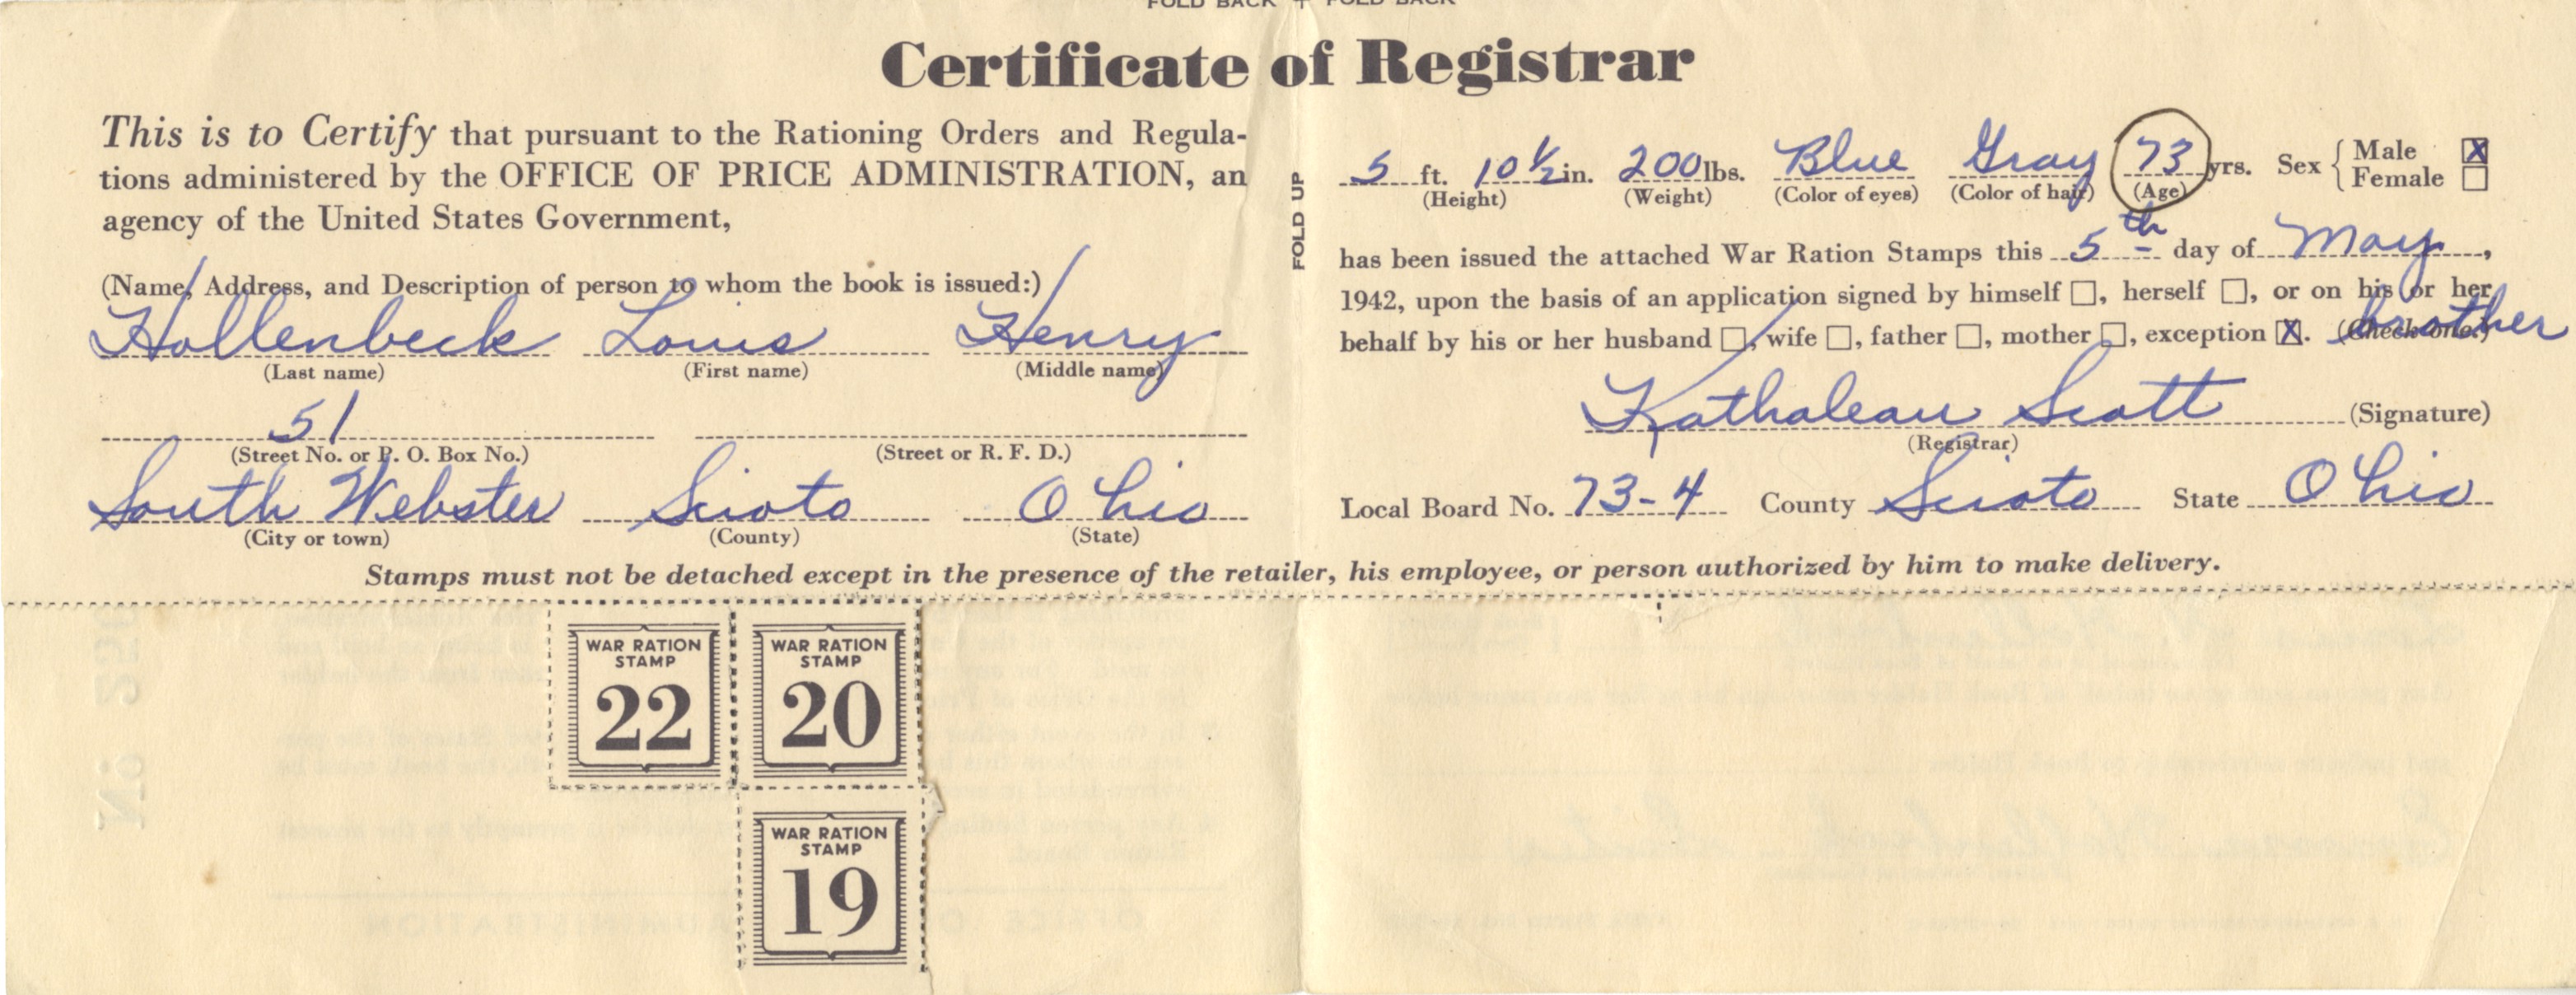 FOLD BACK + FOLD BACK
Certificate of Registrar
This is to Certify that pursuant to the Rationing Orders and Regula-
tions administered by the OFFICE OF PRICE ADMINISTRATION, an
agency of the United States Government,
(Name, Address, and Description of person to whom the book is issued:)
Hollenbeck Louis Henry
(Last name) (First name) (Middle name)
51
(Street No. or P. O. Box No.) (Street or R. F. D.)
South Webster Scioto Ohio
(City or town) (County) (State)
FOLD UP
5 ft. 10 ½ in. 200 lbs. Blue Gray 73 yrs. Sex { Male ☒
Female ☐
(Height) (Weight) (Color of eyes) (Color of hair) (Age)
has been issued the attached War Ration Stamps this 5th day of May,
1942, upon the basis of an application signed by himself ☐, herself ☐, or on his or her
behalf by his or her husband ☐, wife ☐, father ☐, mother ☐, exception ☒. (Check one.) brother
Kathalean Scott (Signature)
(Registrar)
Local Board No. 73-4 County Scioto State Ohio
Stamps must not be detached except in the presence of the retailer, his employee, or person authorized by him to make delivery.
WAR RATION
STAMP
22
WAR RATION
STAMP
20
WAR RATION
STAMP
19